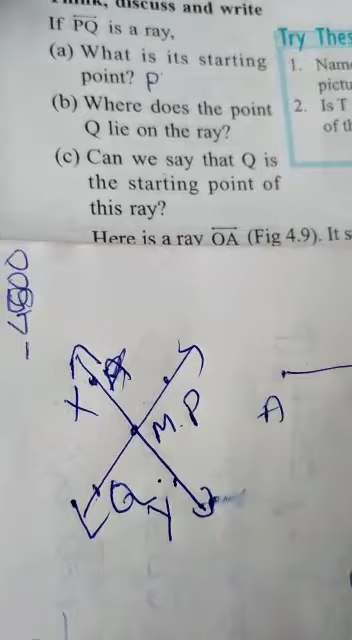 Think, discuss and write
If PQ is a ray,
(a) What is its starting point? P
(b) Where does the point Q lie on the ray?
(c) Can we say that Q is the starting point of this ray?
Here is a ray OA (Fig 4.9). It s
Try Thes
1. Name
pictu
2. Is T
of th
X
M.P
Q
y
A